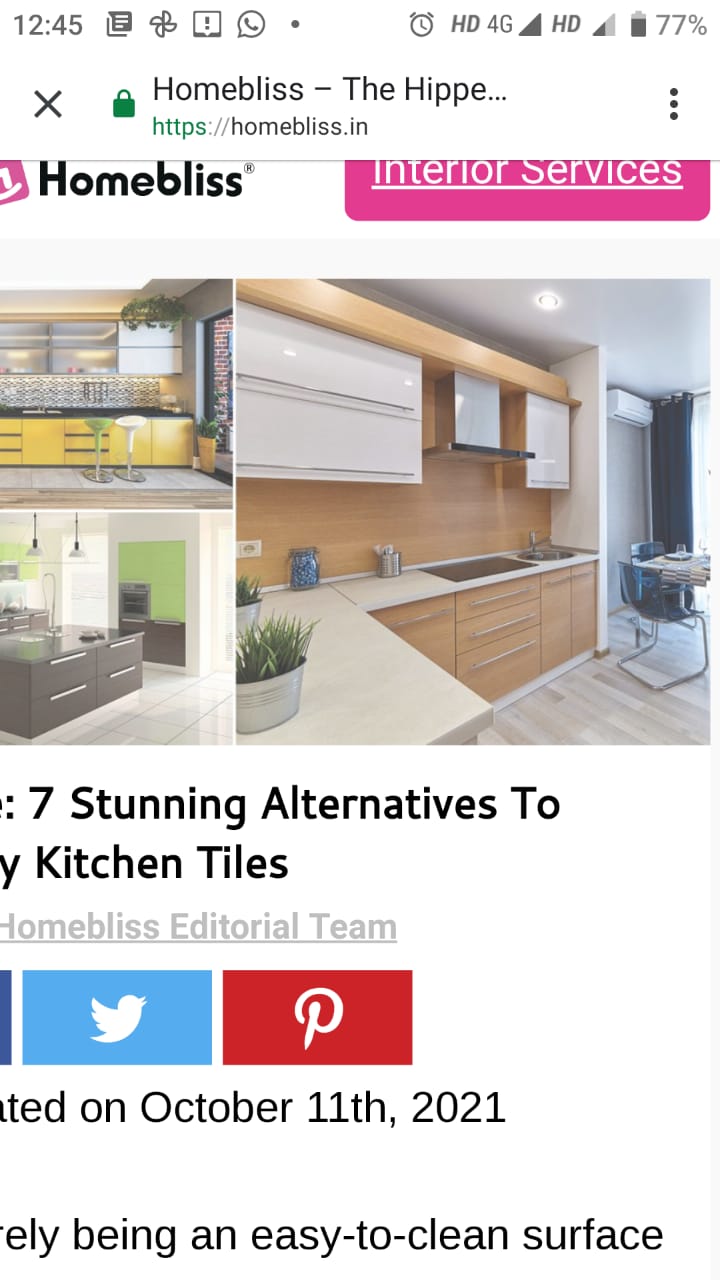 12:45 HD 4G HD 77%
Homebliss – The Hippe...
https://homebliss.in
Homebliss®
Interior Services
: 7 Stunning Alternatives To
y Kitchen Tiles
Homebliss Editorial Team
ated on October 11th, 2021
rely being an easy-to-clean surface